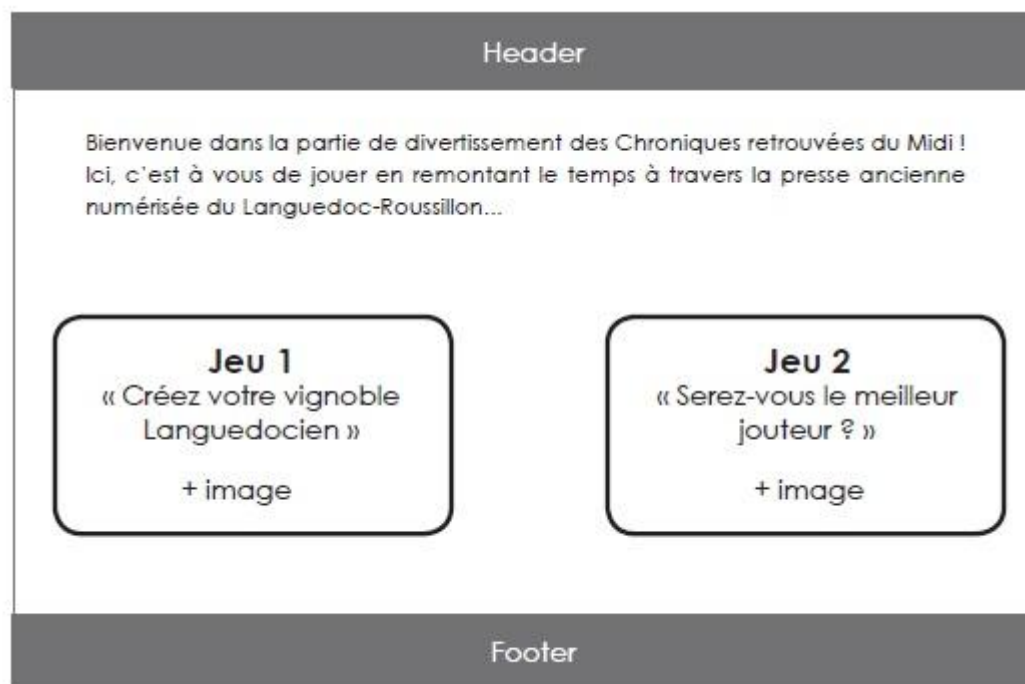 Header
Bienvenue dans la partie de divertissement des Chroniques retrouvées du Midi !
Ici, c'est à vous de jouer en remontant le temps à travers la presse ancienne
numérisée du Languedoc-Roussillon...
Jeu 1
« Créez votre vignoble
Languedocien »
+ image
Jeu 2
« Serez-vous le meilleur
jouteur ? »
+ image
Footer